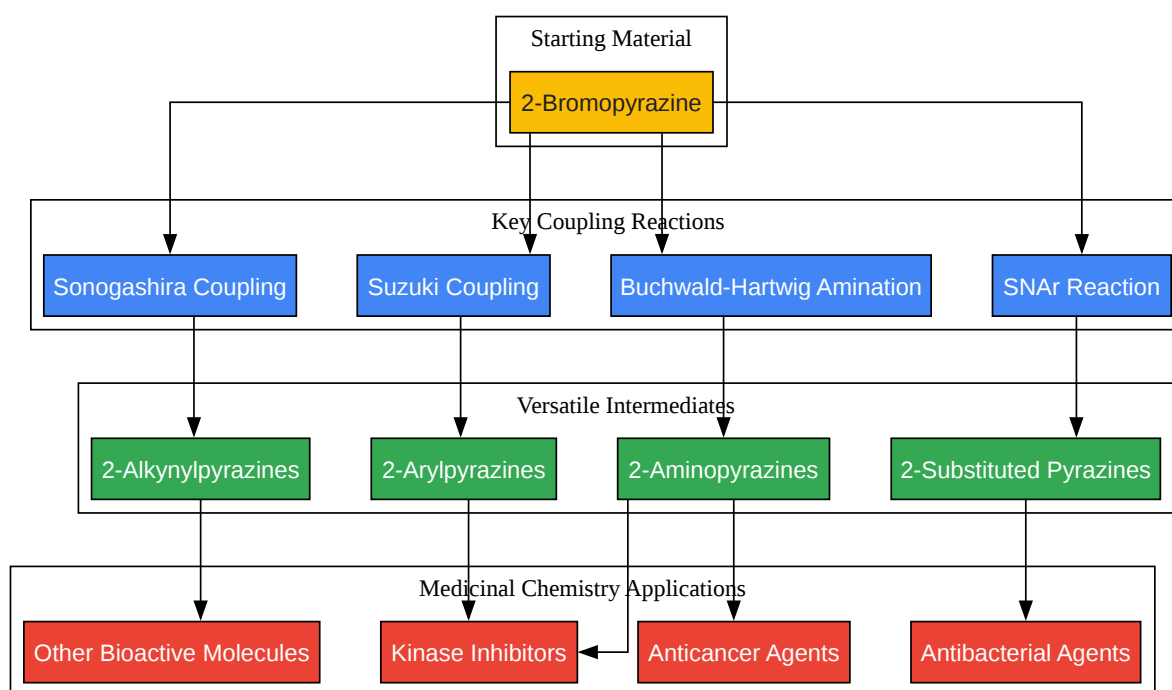 Starting Material
2-Bromopyrazine
Key Coupling Reactions
Sonogashira Coupling
Suzuki Coupling
Buchwald-Hartwig Amination
SNAr Reaction
Versatile Intermediates
2-Alkynylpyrazines
2-Arylpyrazines
2-Aminopyrazines
2-Substituted Pyrazines
Medicinal Chemistry Applications
Other Bioactive Molecules
Kinase Inhibitors
Anticancer Agents
Antibacterial Agents